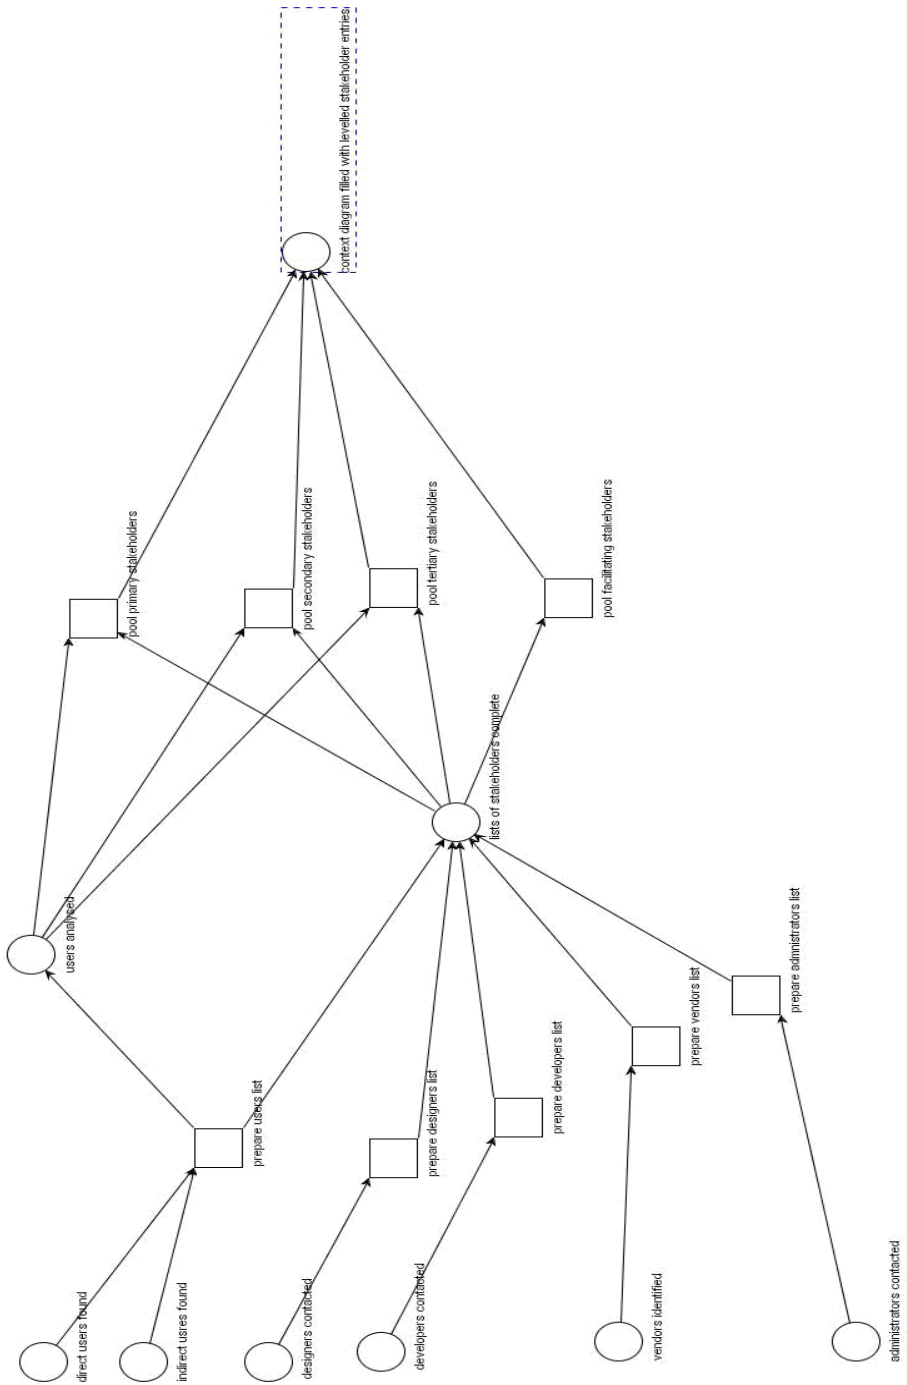 context diagram filled with levelled stakeholder entries
pool primary stakeholders
pool secondary stakeholders
pool tertiary stakeholders
pool facilitating stakeholders
lists of stakeholders complete
users analysed
prepare users list
prepare designers list
prepare developers list
prepare vendors list
prepare admnistrators list
direct users found
indirect usres found
designers contacted
developers contacted
vendors identified
administrators contacted